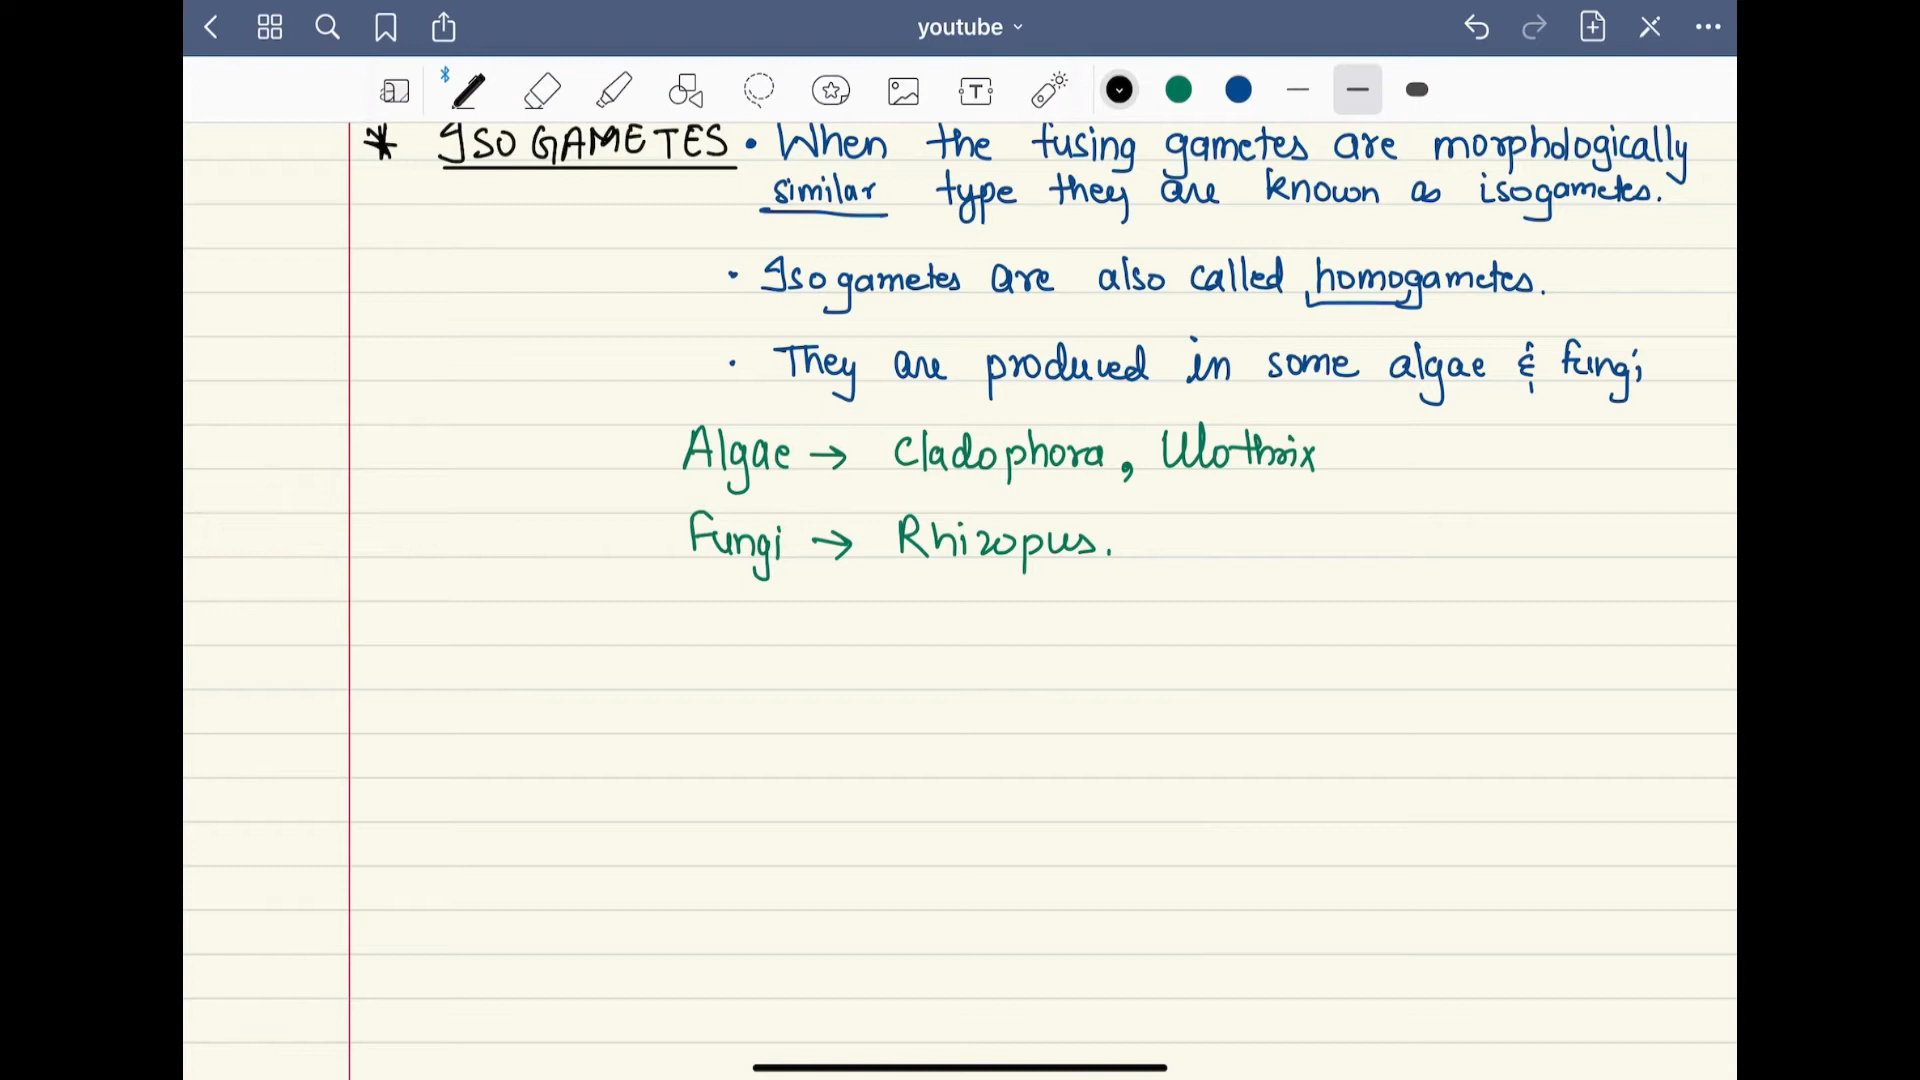 youtube
* ISOGAMETES • When the fusing gametes are morphologically
similar type they are known as isogametes.
• Isogametes are also called homogametes.
• They are produced in some algae & fungi
Algae → Cladophora, Ulothrix
Fungi → Rhizopus.